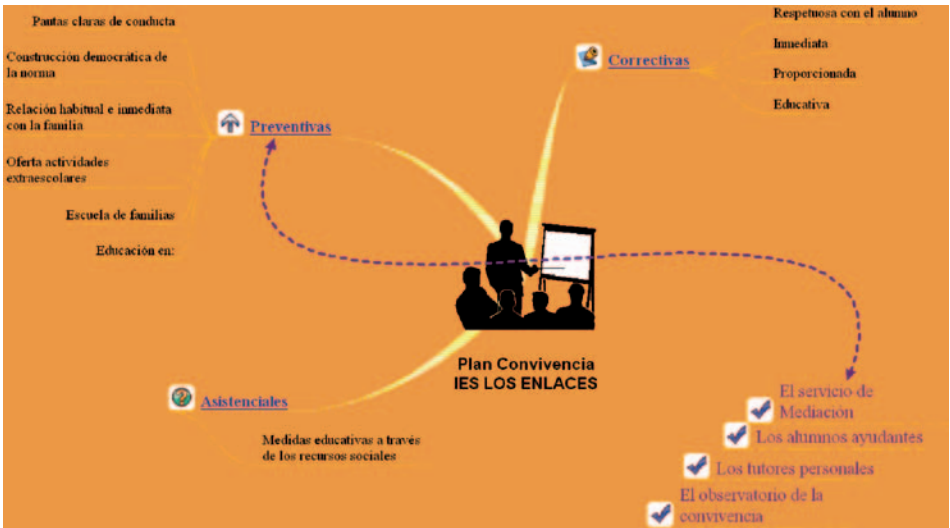 Pautas claras de conducta
Construcción democrática de
la norma
Relación habitual e inmediata
con la familia
Oferta actividades
extraescolares
Escuela de familias
Educación en:
Preventivas
Correctivas
Respetuosa con el alumno
Inmediata
Proporcionada
Educativa
Plan Convivencia
IES LOS ENLACES
Asistenciales
Medidas educativas a través
de los recursos sociales
El servicio de
Mediación
Los alumnos ayudantes
Los tutores personales
El observatorio de la
convivencia